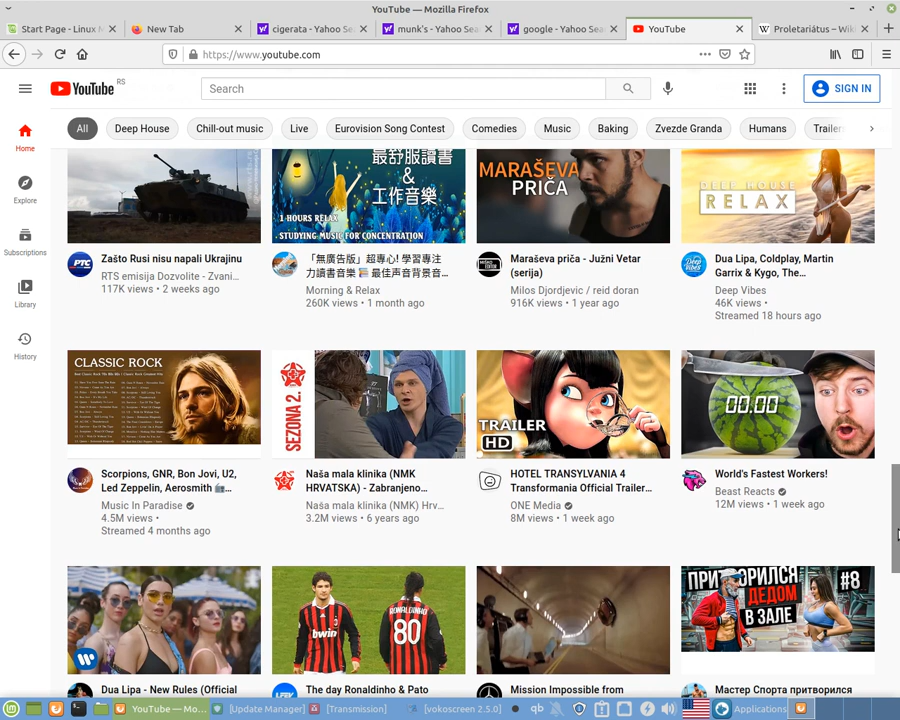 YouTube — Mozilla Firefox
Start Page - Linux M
New Tab
cigerata - Yahoo Se
munk's - Yahoo Sea
google - Yahoo Sea
YouTube
Proletariátus – Wiki
https://www.youtube.com
YouTube RS
Search
SIGN IN
All
Deep House
Chill-out music
Live
Eurovision Song Contest
Comedies
Music
Baking
Zvezde Granda
Humans
Trailer
Home
Explore
Subscriptions
Library
History
最舒服讀書
&
工作音樂
1 HOURS RELAX
STUDYING MUSIC FOR CONCENTRATION
MARAŠEVA
PRIČA
DEEP HOUSE
RELAX
Zašto Rusi nisu napali Ukrajinu
RTS emisija Dozvolite - Zvani...
117K views • 2 weeks ago
「無廣告版」超專心! 學習專注
力讀書音樂 最佳声音背景音...
Morning & Relax
260K views • 1 month ago
Maraševa priča - Južni Vetar
(serija)
Milos Djordjevic / reid doran
916K views • 1 year ago
Dua Lipa, Coldplay, Martin
Garrix & Kygo, The...
Deep Vibes
46K views •
Streamed 18 hours ago
CLASSIC ROCK
SEZONA 2.
TRAILER
HD
00.00
Scorpions, GNR, Bon Jovi, U2,
Led Zeppelin, Aerosmith 📷...
Music In Paradise
4.5M views •
Streamed 4 months ago
Naša mala klinika (NMK
HRVATSKA) - Zabranjeno...
Naša mala klinika (NMK) Hrv...
3.2M views • 6 years ago
HOTEL TRANSYLVANIA 4
Transformania Official Trailer...
ONE Media
8M views • 1 week ago
World's Fastest Workers!
Beast Reacts
12M views • 1 week ago
bwin
RONALDINHO
80
ПРИТВОРИЛСЯ
ДЕДОМ
В ЗАЛЕ
#8
Dua Lipa - New Rules (Official
The day Ronaldinho & Pato
Mission Impossible from
Мастер Спорта притворился
YouTube — Mo...
[Update Manager]
[Transmission]
[vokoscreen 2.5.0]
qb
Applications